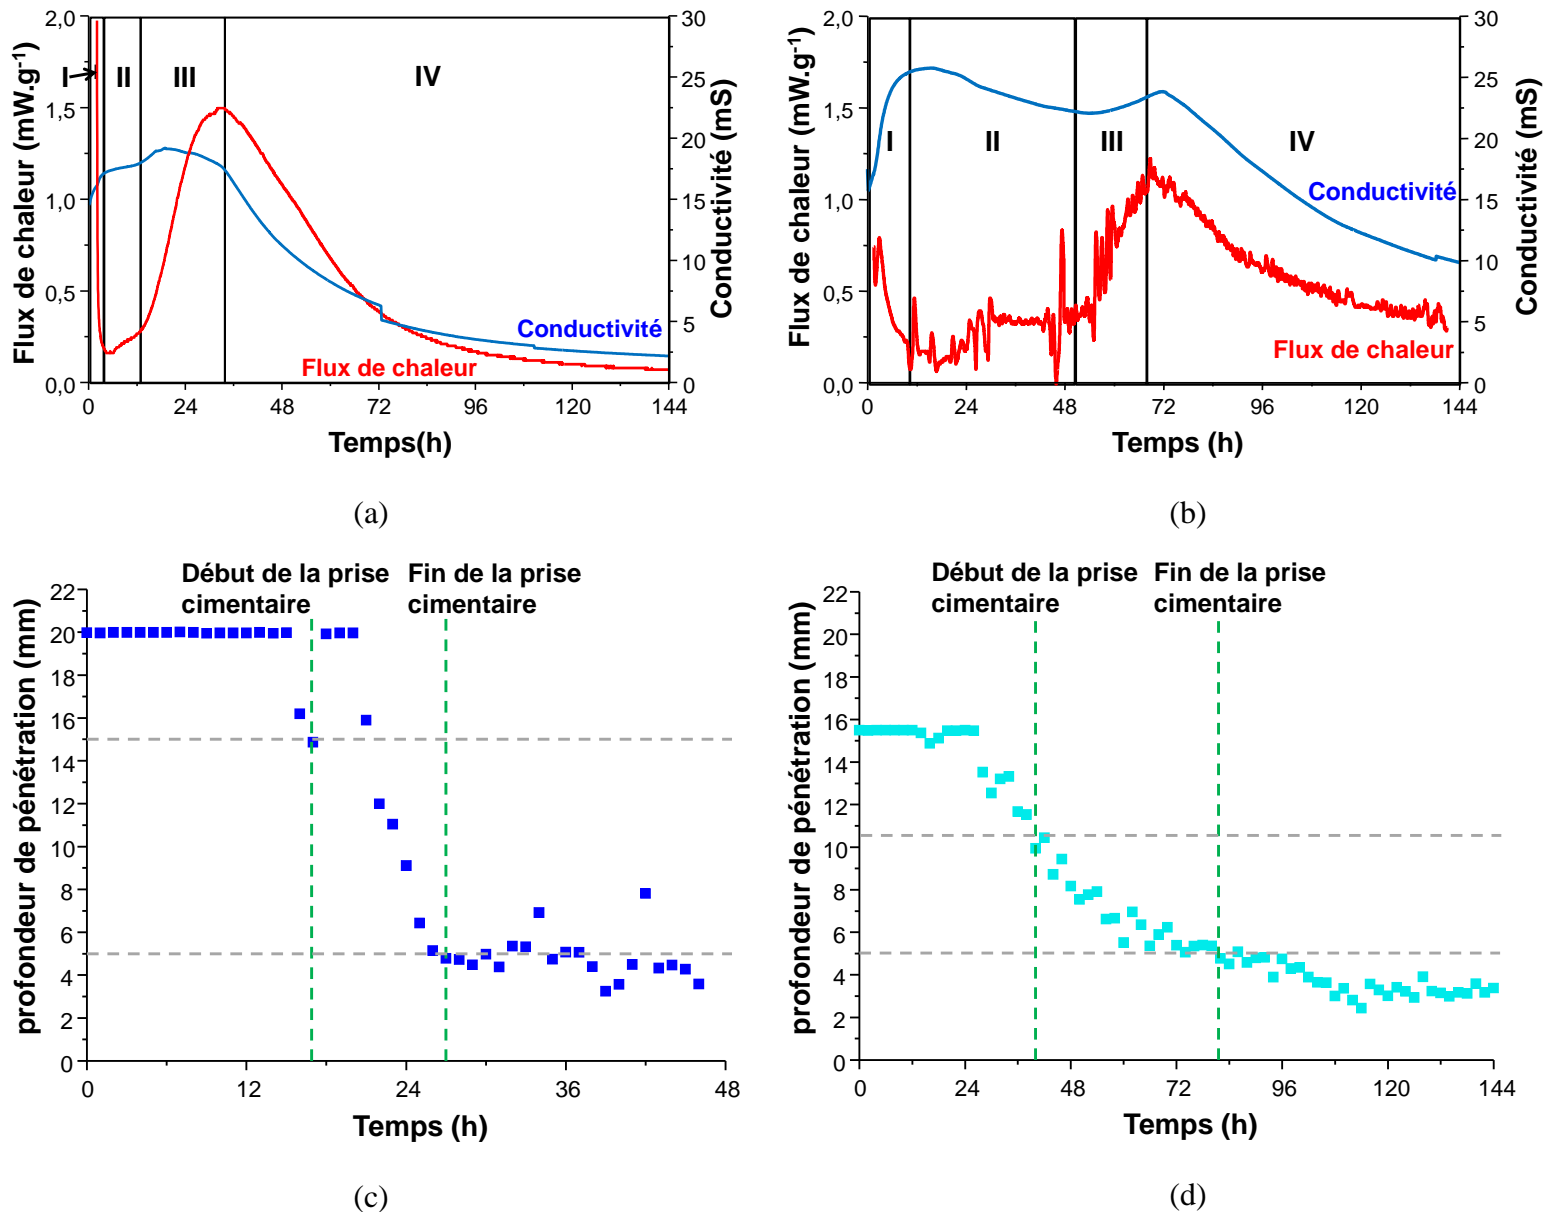 2,0
1,5
1,0
0,5
0,0
Flux de chaleur (mW.g⁻¹)
I
II
III
IV
Conductivité
Flux de chaleur
30
25
20
15
10
5
0
Conductivité (mS)
0 24 48 72 96 120 144
Temps(h)
(a)
2,0
1,5
1,0
0,5
0,0
Flux de chaleur (mW.g⁻¹)
I
II
III
IV
Conductivité
Flux de chaleur
30
25
20
15
10
5
0
Conductivité (mS)
0 24 48 72 96 120 144
Temps (h)
(b)
Début de la prise
cimentaire
Fin de la prise
cimentaire
22
20
18
16
14
12
10
8
6
4
2
0
profondeur de pénétration (mm)
0 12 24 36 48
Temps (h)
(c)
Début de la prise
cimentaire
Fin de la prise
cimentaire
22
20
18
16
14
12
10
8
6
4
2
0
profondeur de pénétration (mm)
0 24 48 72 96 120 144
Temps (h)
(d)